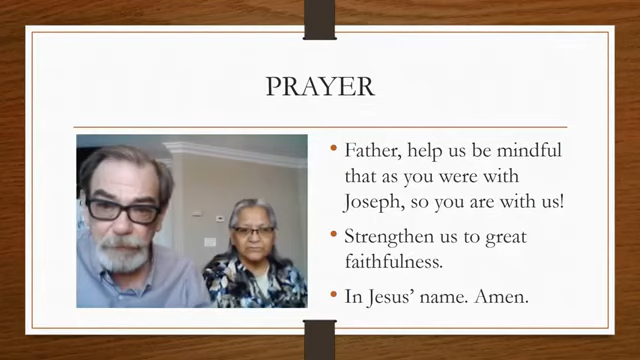 PRAYER
• Father, help us be mindful
that as you were with
Joseph, so you are with us!
• Strengthen us to great
faithfulness.
• In Jesus’ name. Amen.